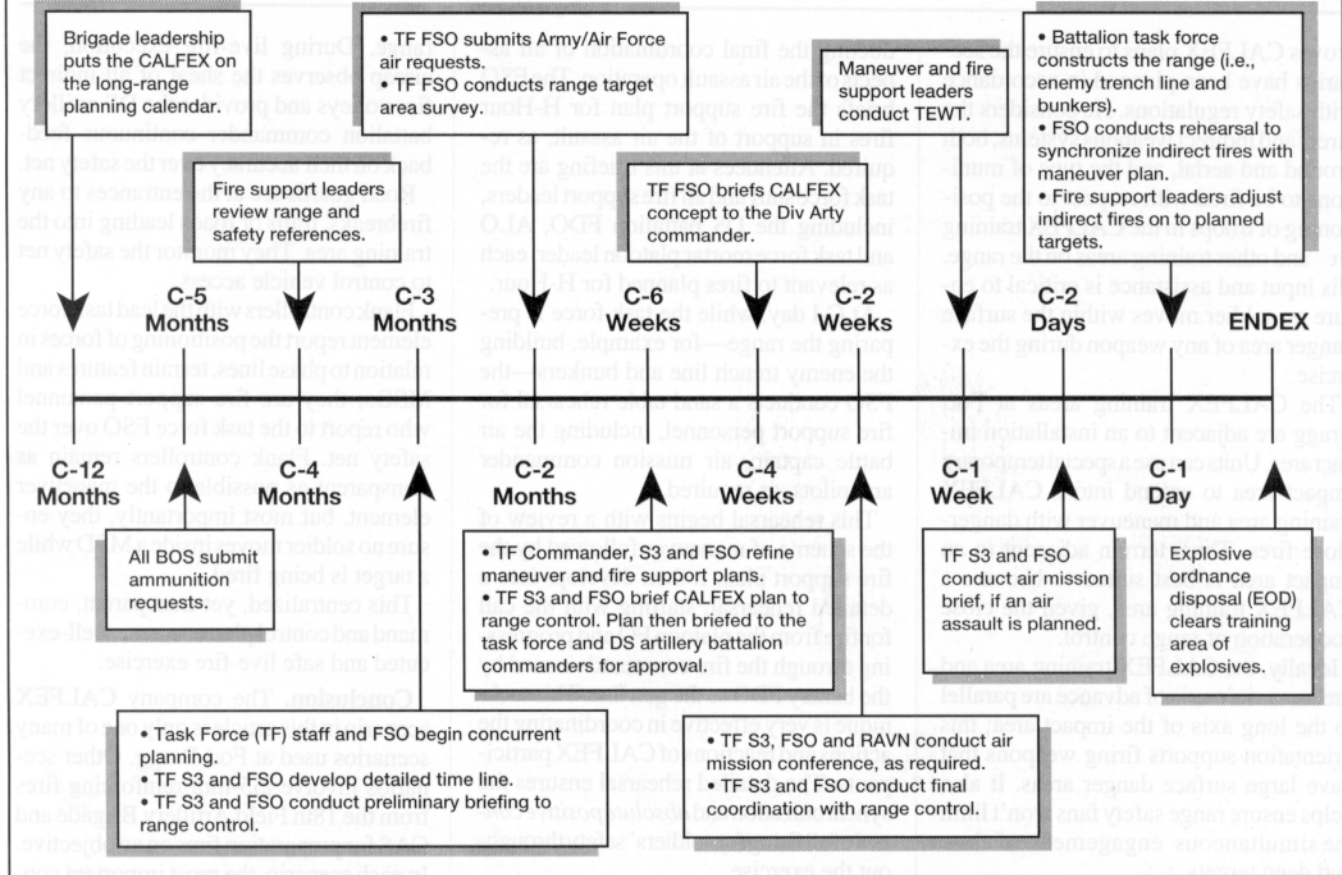 Brigade leadership
puts the CALFEX on
the long-range
planning calendar.
• TF FSO submits Army/Air Force
air requests.
• TF FSO conducts range target
area survey.
Maneuver and fire
support leaders
conduct TEWT.
• Battalion task force
constructs the range (i.e.,
enemy trench line and
bunkers).
• FSO conducts rehearsal to
integrate indirect fires with
maneuver plan.
• Fire support leaders adjust
indirect fires on to planned
targets.
Fire support leaders
review range and
safety references.
TF FSO briefs CALFEX
concept to the Div Arty
commander.
C-5
Months
C-3
Months
C-6
Weeks
C-2
Weeks
C-2
Days
ENDEX
C-12
Months
C-4
Months
C-2
Months
C-2
Weeks
C-1
Week
C-1
Day
All BOS submit
ammunition
requests.
• TF Commander, S3 and FSO refine
maneuver and fire support plans.
• TF S3 and FSO brief CALFEX plan to
range control. Plan then briefed to the
task force and DS artillery battalion
commanders for approval.
TF S3 and FSO
conduct air mission
brief, if an air
assault is planned.
Explosive
ordnance
disposal (EOD)
clears training
area of
explosives.
• Task Force (TF) staff and FSO begin concurrent
planning.
• TF S3 and FSO develop detailed time line.
• TF S3 and FSO conduct preliminary briefing to
range control.
mission conference, as required.
• TF S3 and FSO conduct final
coordination with range control.